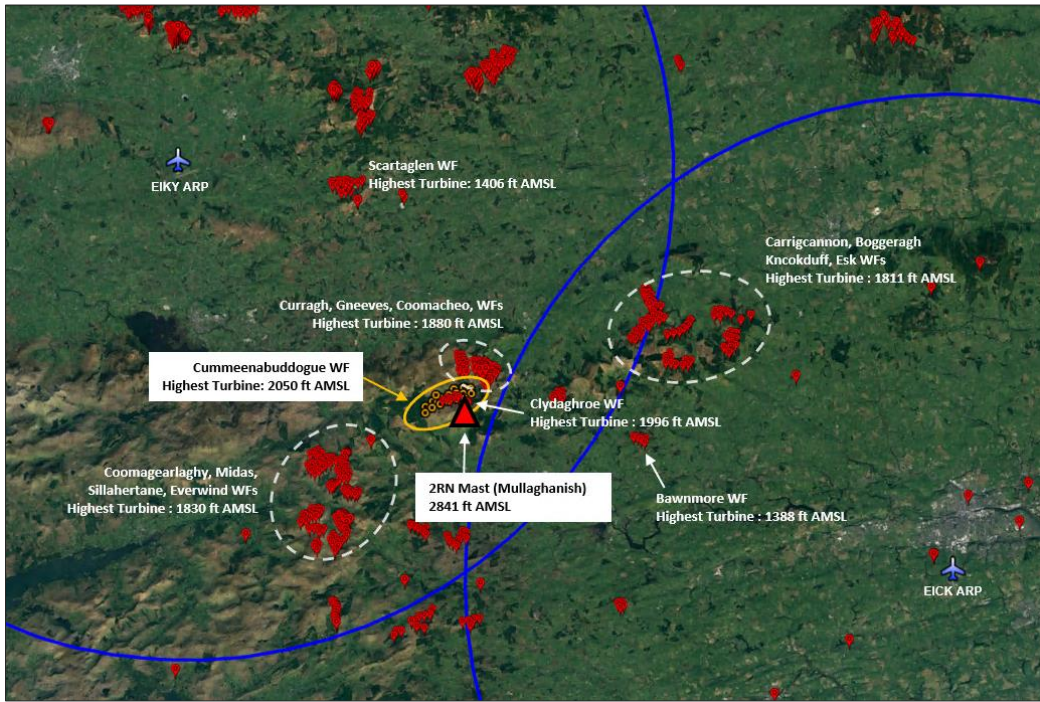 EIKY ARP
Scartaglen WF
Highest Turbine: 1406 ft AMSL
Carrigcannon, Boggeragh
Kncokduff, Esk WFs
Highest Turbine : 1811 ft AMSL
Curragh, Gneeves, Coomacheo, WFs
Highest Turbine : 1880 ft AMSL
Cummeenabuddogue WF
Highest Turbine: 2050 ft AMSL
Clydaghroe WF
Highest Turbine : 1996 ft AMSL
Coomagearlaghy, Midas,
Sillahertane, Everwind WFs
Highest Turbine : 1830 ft AMSL
2RN Mast (Mullaghanish)
2841 ft AMSL
Bawnmore WF
Highest Turbine : 1388 ft AMSL
EICK ARP